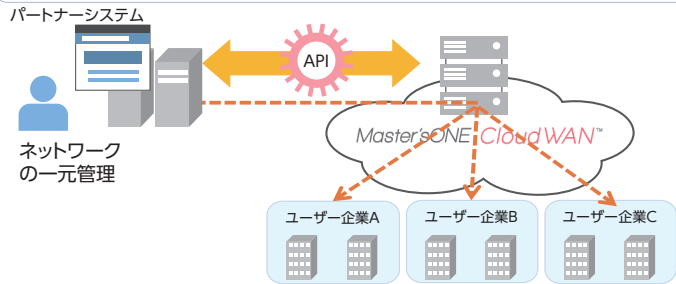 パートナーシステム
API
Master'sONE CloudWAN™
ネットワーク
の一元管理
ユーザー企業A
ユーザー企業B
ユーザー企業C